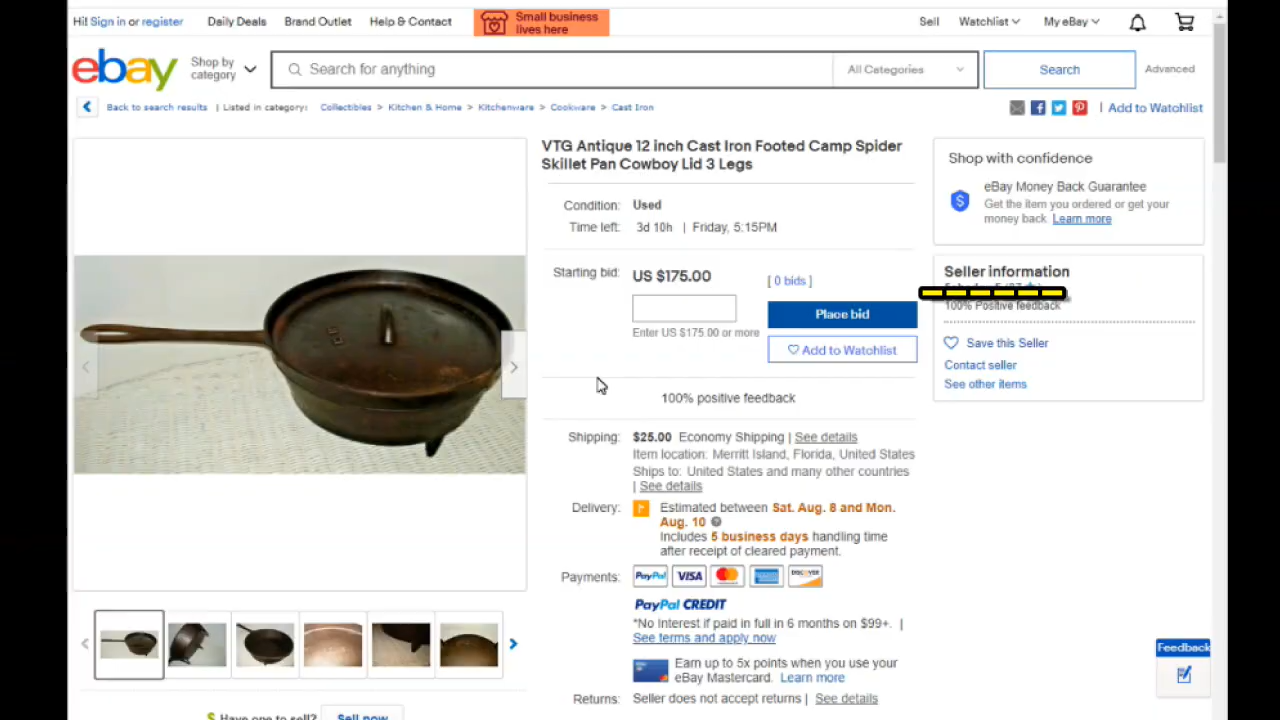 Hi! Sign in or register
Daily Deals
Brand Outlet
Help & Contact
Small business
lives here
Sell
Watchlist
My eBay
ebay
Shop by
category
Search for anything
All Categories
Search
Advanced
Back to search results | Listed in category: Collectibles > Kitchen & Home > Kitchenware > Cookware > Cast Iron
| Add to Watchlist
VTG Antique 12 inch Cast Iron Footed Camp Spider
Skillet Pan Cowboy Lid 3 Legs
Condition: Used
Time left: 3d 10h | Friday, 5:15PM
Starting bid: US $175.00
[ 0 bids ]
Place bid
Enter US $175.00 or more
Add to Watchlist
100% positive feedback
Shipping: $25.00 Economy Shipping | See details
Item location: Merritt Island, Florida, United States
Ships to: United States and many other countries
| See details
Delivery: Estimated between Sat. Aug. 8 and Mon.
Aug. 10
Includes 5 business days handling time
after receipt of cleared payment.
Payments: PayPal VISA
DISCOVER
PayPal CREDIT
*No Interest if paid in full in 6 months on $99+. |
See terms and apply now
Earn up to 5x points when you use your
eBay Mastercard. Learn more
Returns: Seller does not accept returns | See details
Shop with confidence
eBay Money Back Guarantee
Get the item you ordered or get your
money back. Learn more
Seller information
100% Positive feedback
Save this Seller
Contact seller
See other items
Feedback
Have one to sell?
Sell now